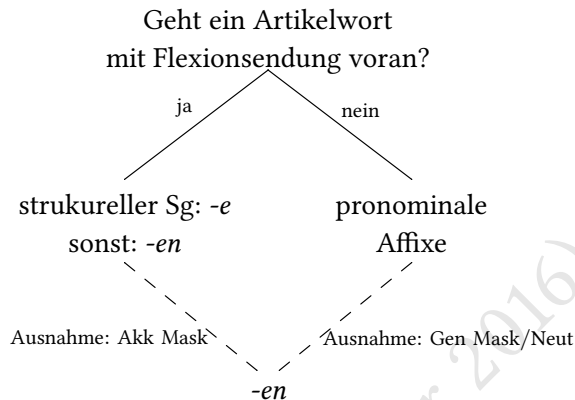 Geht ein Artikelwort
mit Flexionsendung voran?
ja
nein
strukureller Sg: -e
sonst: -en
pronominale
Affixe
Ausnahme: Akk Mask
Ausnahme: Gen Mask/Neut
-en
r 2016)